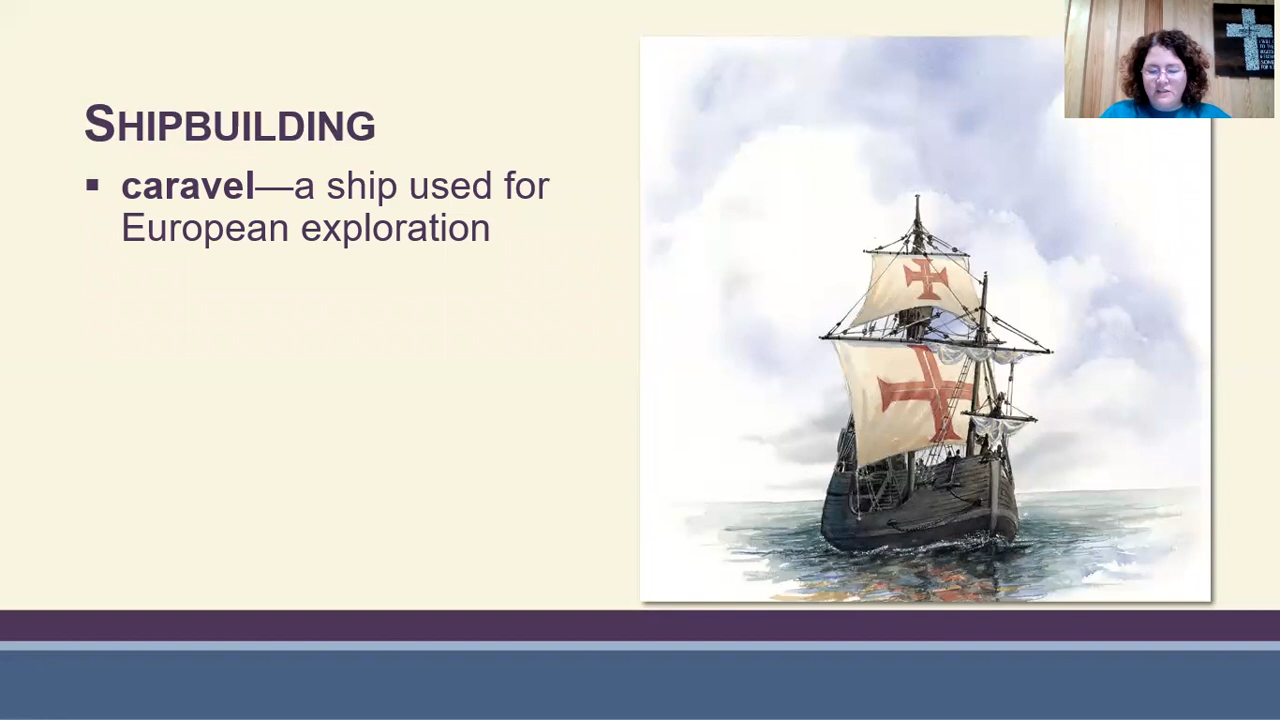 SHIPBUILDING
▪ caravel—a ship used for
European exploration